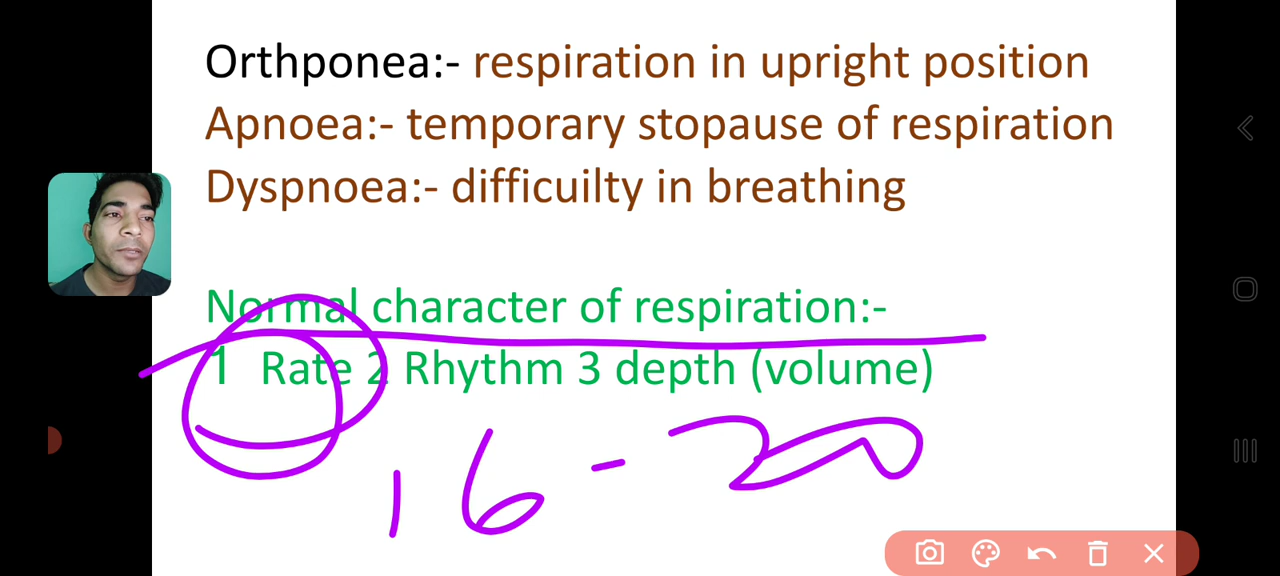 Orthponea:- respiration in upright position
Apnoea:- temporary stopause of respiration
Dyspnoea:- difficuilty in breathing
Normal character of respiration:-
1 Rate 2 Rhythm 3 depth (volume)
16 - 20